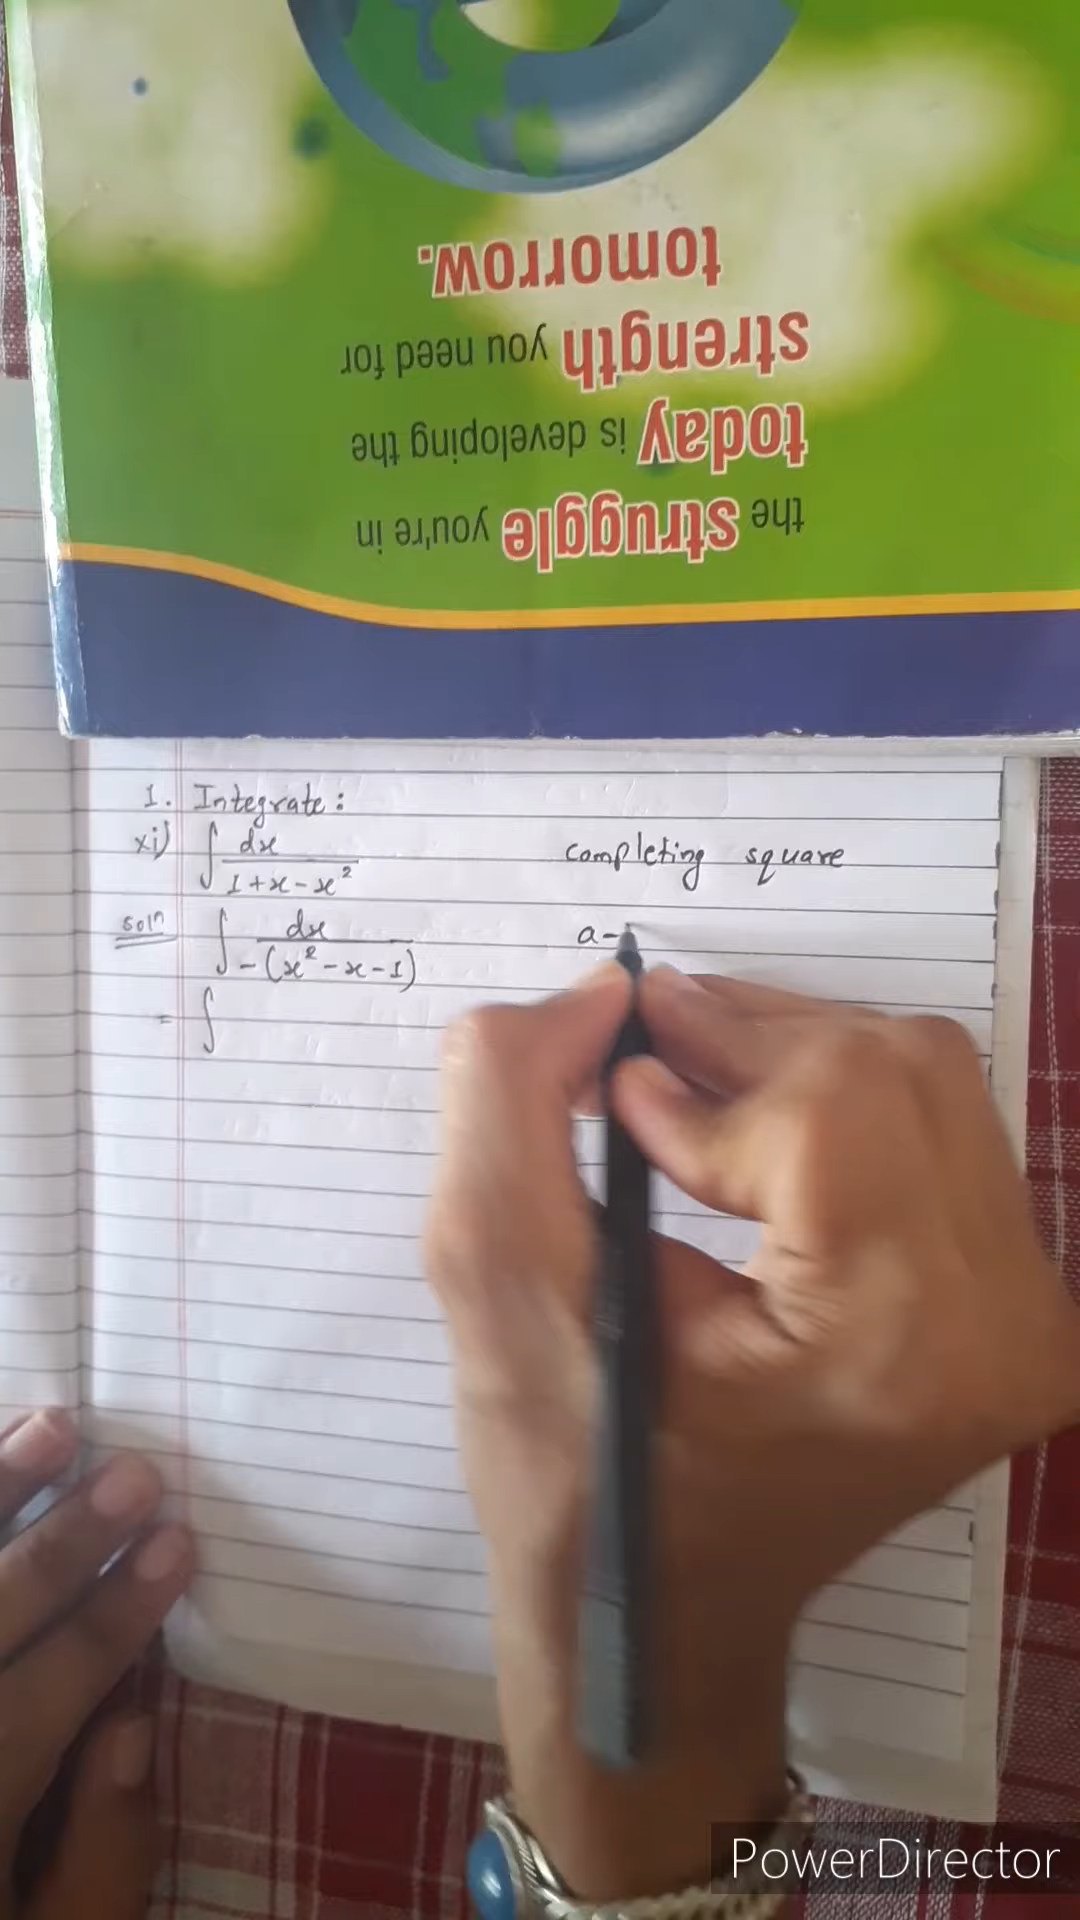 the struggle you're in
today is developing the
strength you need for
tomorrow.
1. Integrate:
xi) ∫ dx / 1+x-x²
completing square
soln ∫ dx / -(x²-x-1)
a-
= ∫
PowerDirector